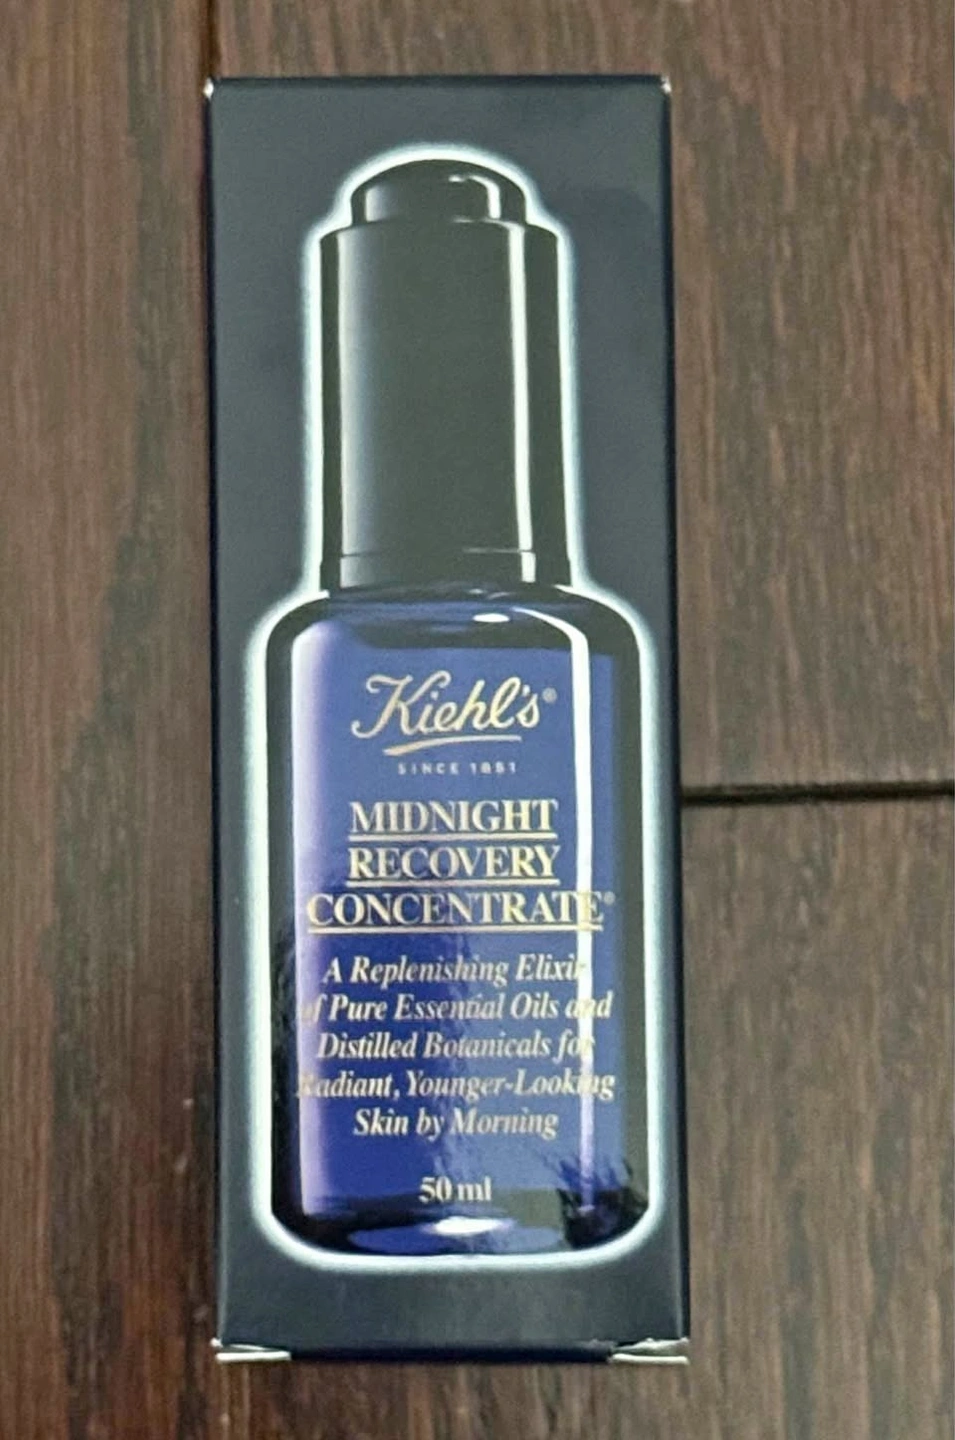 Kiehl's®
SINCE 1851
MIDNIGHT
RECOVERY
CONCENTRATE®
A Replenishing Elixir
of Pure Essential Oils and
Distilled Botanicals for
Radiant, Younger-Looking
Skin by Morning
50 ml